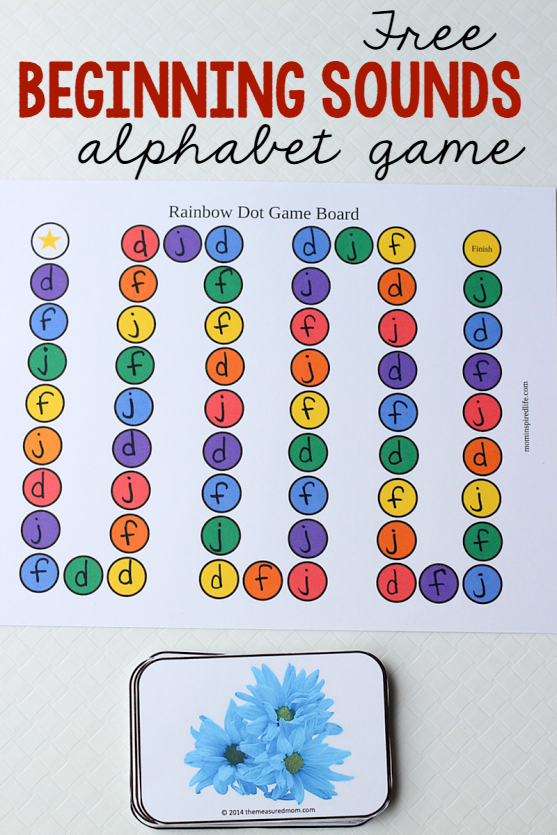 Free
BEGINNING SOUNDS
alphabet game
Rainbow Dot Game Board
d j d d j f Finish
d f f j d j
f j f f j d
j f d j d f
f j j f f j
j d d d d d
d j f f f j
j f j j j f
f d d d f j d f j
mominspiredlife.com
© 2014 themeasuredmom.com